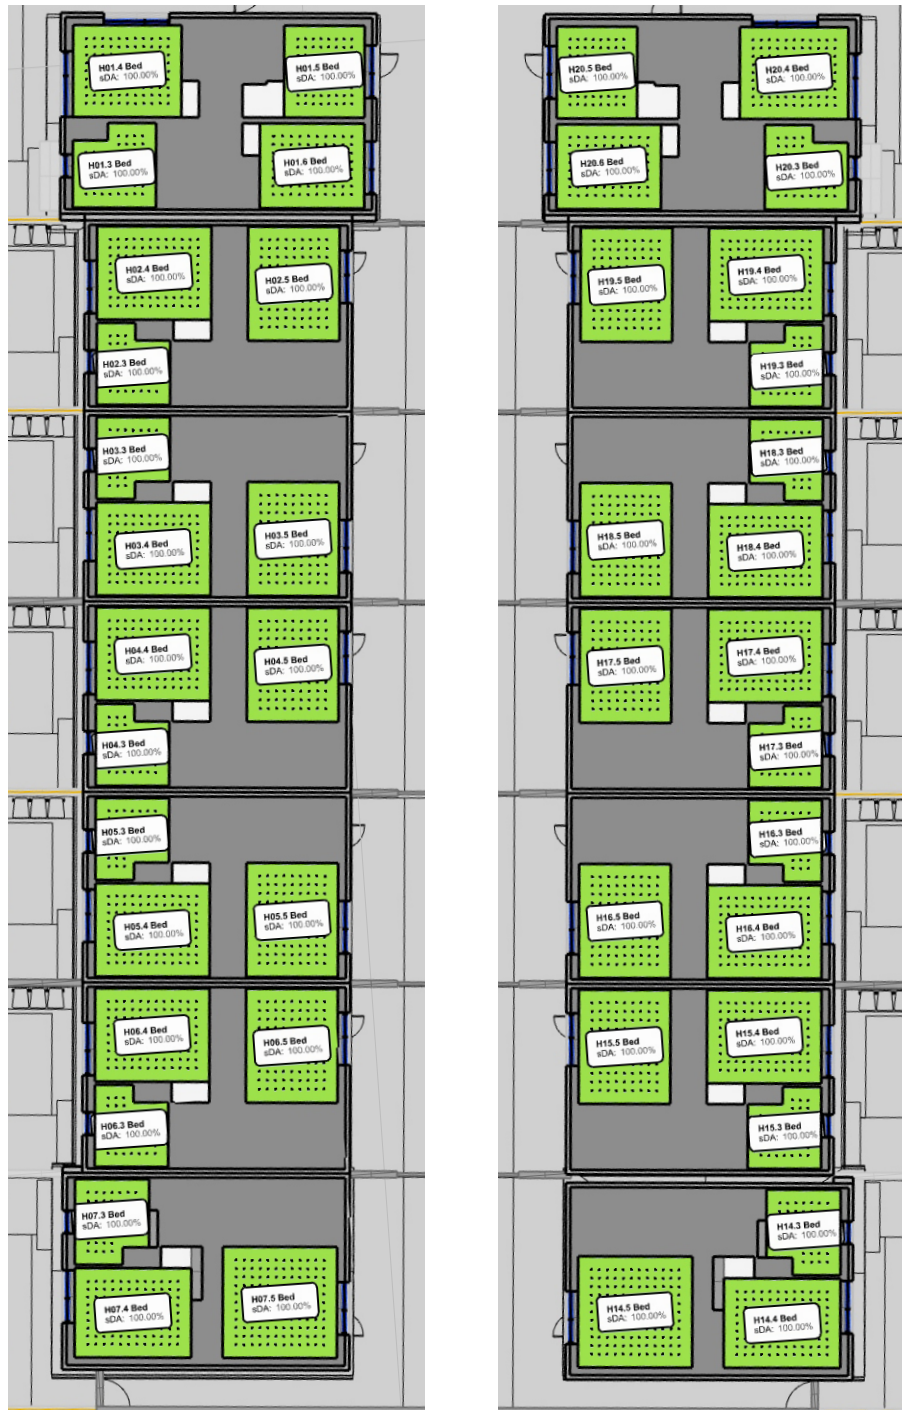 H01.4 Bed
sDA: 100.00%
H01.5 Bed
sDA: 100.00%
H01.3 Bed
sDA: 100.00%
H01.6 Bed
sDA: 100.00%
H02.4 Bed
sDA: 100.00%
H02.5 Bed
sDA: 100.00%
H02.3 Bed
sDA: 100.00%
H03.3 Bed
sDA: 100.00%
H03.4 Bed
sDA: 100.00%
H03.5 Bed
sDA: 100.00%
H04.4 Bed
sDA: 100.00%
H04.5 Bed
sDA: 100.00%
H04.3 Bed
sDA: 100.00%
H05.3 Bed
sDA: 100.00%
H05.4 Bed
sDA: 100.00%
H05.5 Bed
sDA: 100.00%
H06.4 Bed
sDA: 100.00%
H06.5 Bed
sDA: 100.00%
H06.3 Bed
sDA: 100.00%
H07.3 Bed
sDA: 100.00%
H07.4 Bed
sDA: 100.00%
H07.5 Bed
sDA: 100.00%
H20.5 Bed
sDA: 100.00%
H20.4 Bed
sDA: 100.00%
H20.6 Bed
sDA: 100.00%
H20.3 Bed
sDA: 100.00%
H19.5 Bed
sDA: 100.00%
H19.4 Bed
sDA: 100.00%
H19.3 Bed
sDA: 100.00%
H18.3 Bed
sDA: 100.00%
H18.5 Bed
sDA: 100.00%
H18.4 Bed
sDA: 100.00%
H17.5 Bed
sDA: 100.00%
H17.4 Bed
sDA: 100.00%
H17.3 Bed
sDA: 100.00%
H16.3 Bed
sDA: 100.00%
H16.5 Bed
sDA: 100.00%
H16.4 Bed
sDA: 100.00%
H15.5 Bed
sDA: 100.00%
H15.4 Bed
sDA: 100.00%
H15.3 Bed
sDA: 100.00%
H14.3 Bed
sDA: 100.00%
H14.5 Bed
sDA: 100.00%
H14.4 Bed
sDA: 100.00%